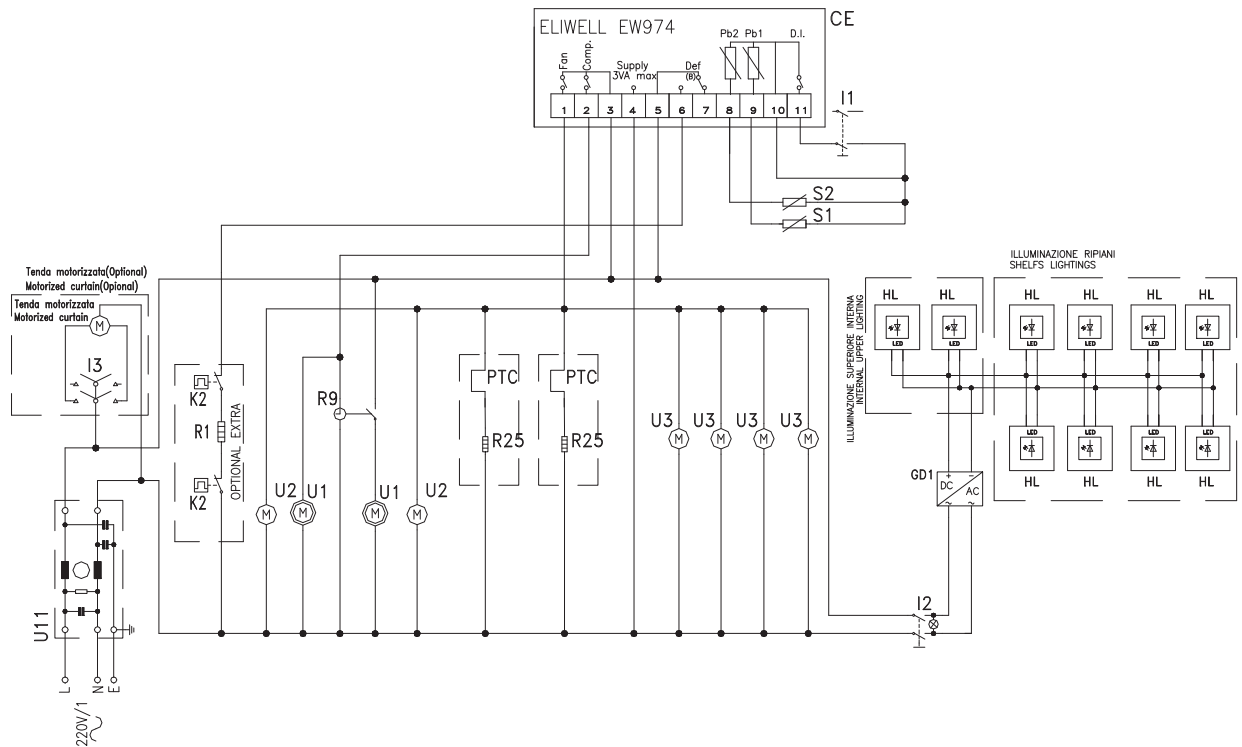 ELIWELL EW974
CE
Pb2 Pb1 D.I.
Fan
Comp.
Supply
3VA max
Def
(B)
1 2 3 4 5 6 7 8 9 10 11
I1
S2
S1
Tenda motorizzata(Optional)
Motorized curtain(Opional)
Tenda motorizzata
Motorized curtain
M
I3
K2
R1
K2
OPTIONAL EXTRA
R9
U2 U1 U1 U2
M M M M
PTC PTC
R25 R25
U3 U3 U3 U3
M M M M
ILLUMINAZIONE SUPERIORE INTERNA
INTERNAL UPPER LIGHTING
ILLUMINAZIONE RIPIANI
SHELFS LIGHTINGS
HL HL HL HL HL HL
LED LED LED LED LED LED
LED LED LED LED
HL HL HL HL
GD1
+ −
DC
AC
~ ~
I2
U11
L N E
220V/1